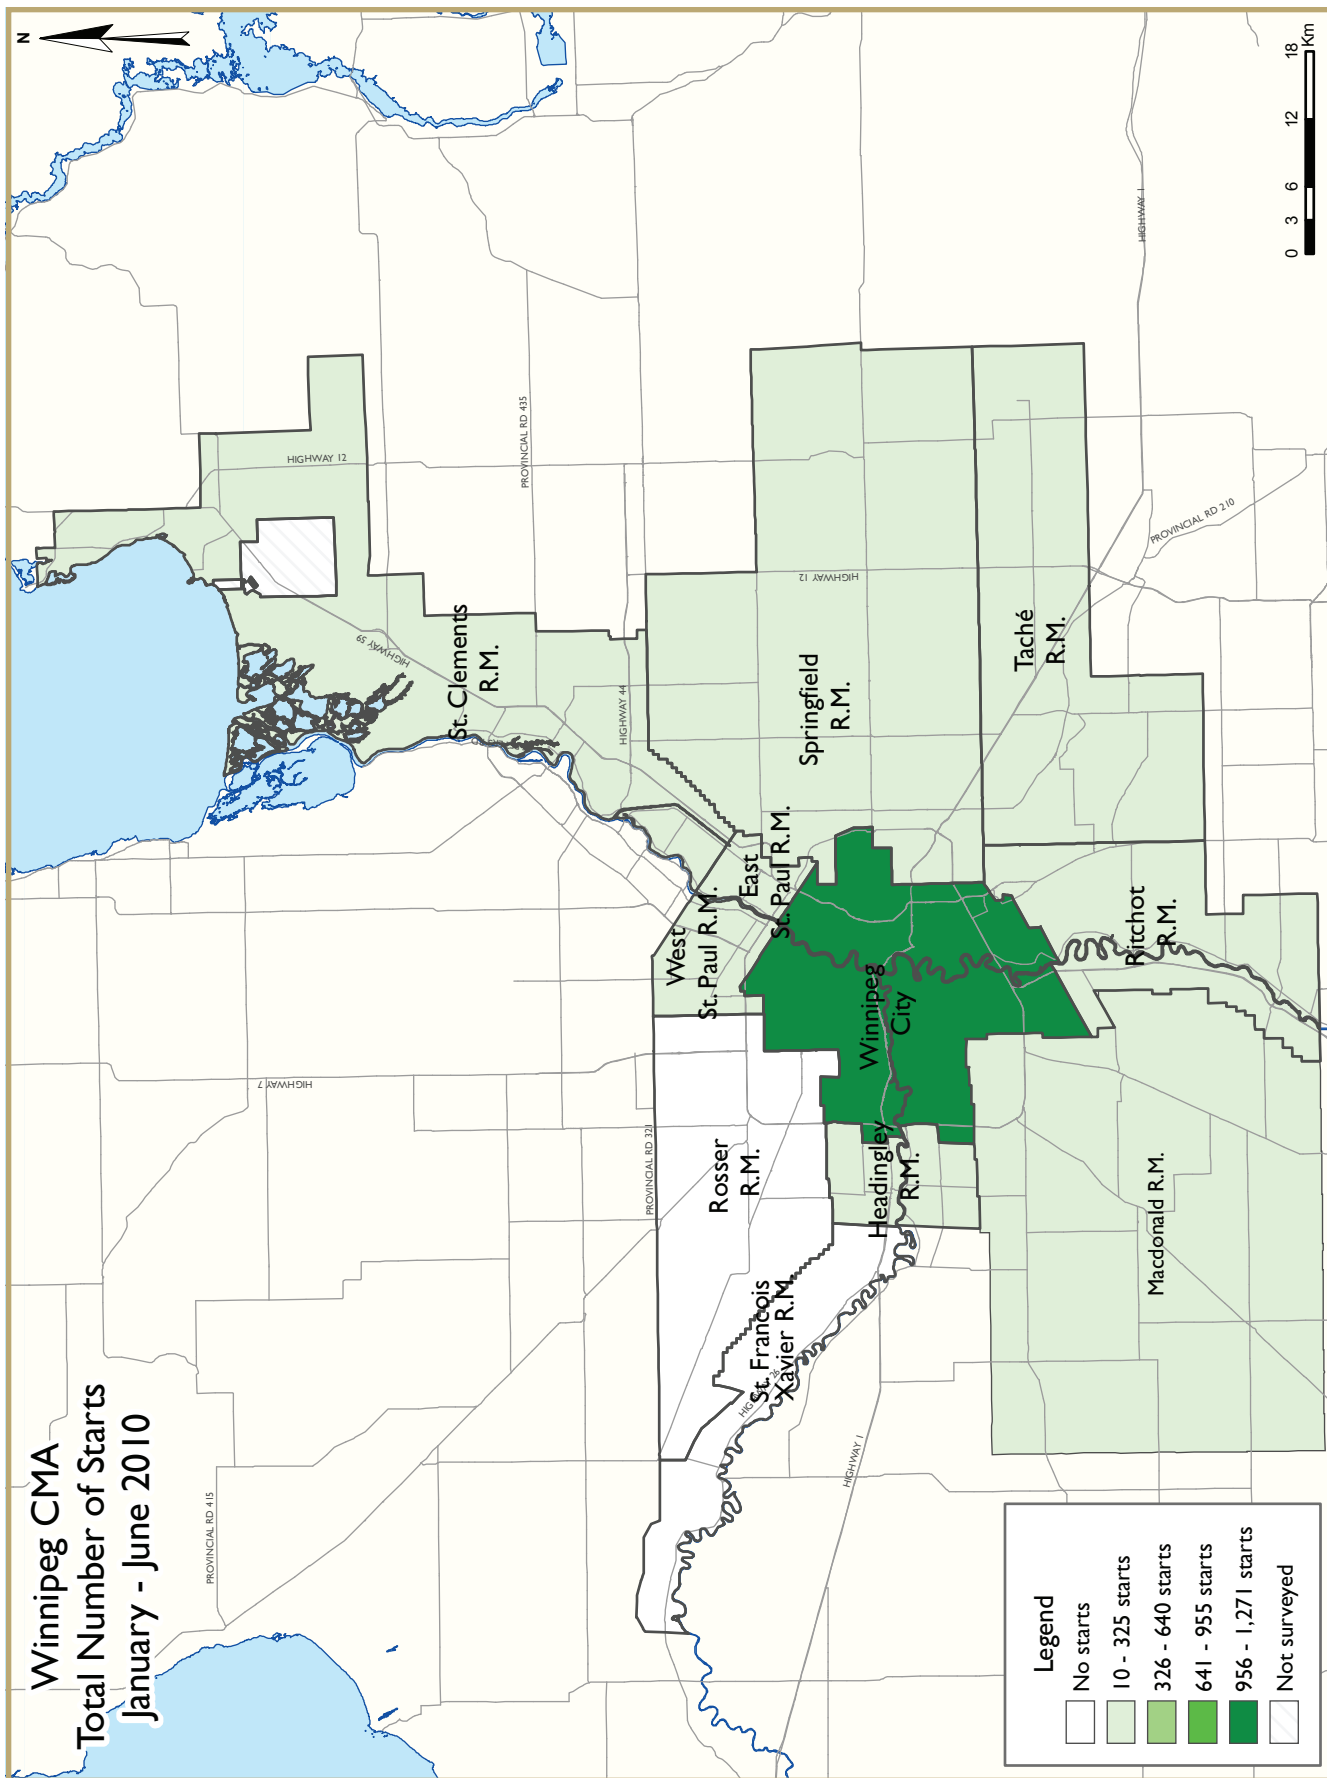 Winnipeg CMA
Total Number of Starts
January - June 2010
N
PROVINCIAL RD 415
HIGHWAY 7
HIGHWAY 12
PROVINCIAL RD 435
HIGHWAY 59
St. Clements
R.M.
HIGHWAY 44
PROVINCIAL RD 321
West
St. Paul R.M.
East
St. Paul R.M.
Springfield
R.M.
HIGHWAY 12
Rosser
R.M.
St. Francois
Xavier R.M.
26
HIGHWAY 1
Headingley
R.M.
Winnipeg
City
Taché
R.M.
HIGHWAY 1
PROVINCIAL RD 210
Ritchot
R.M.
Macdonald R.M.
Legend
No starts
10 - 325 starts
326 - 640 starts
641 - 955 starts
956 - 1,271 starts
Not surveyed
0 3 6 12 18
Km